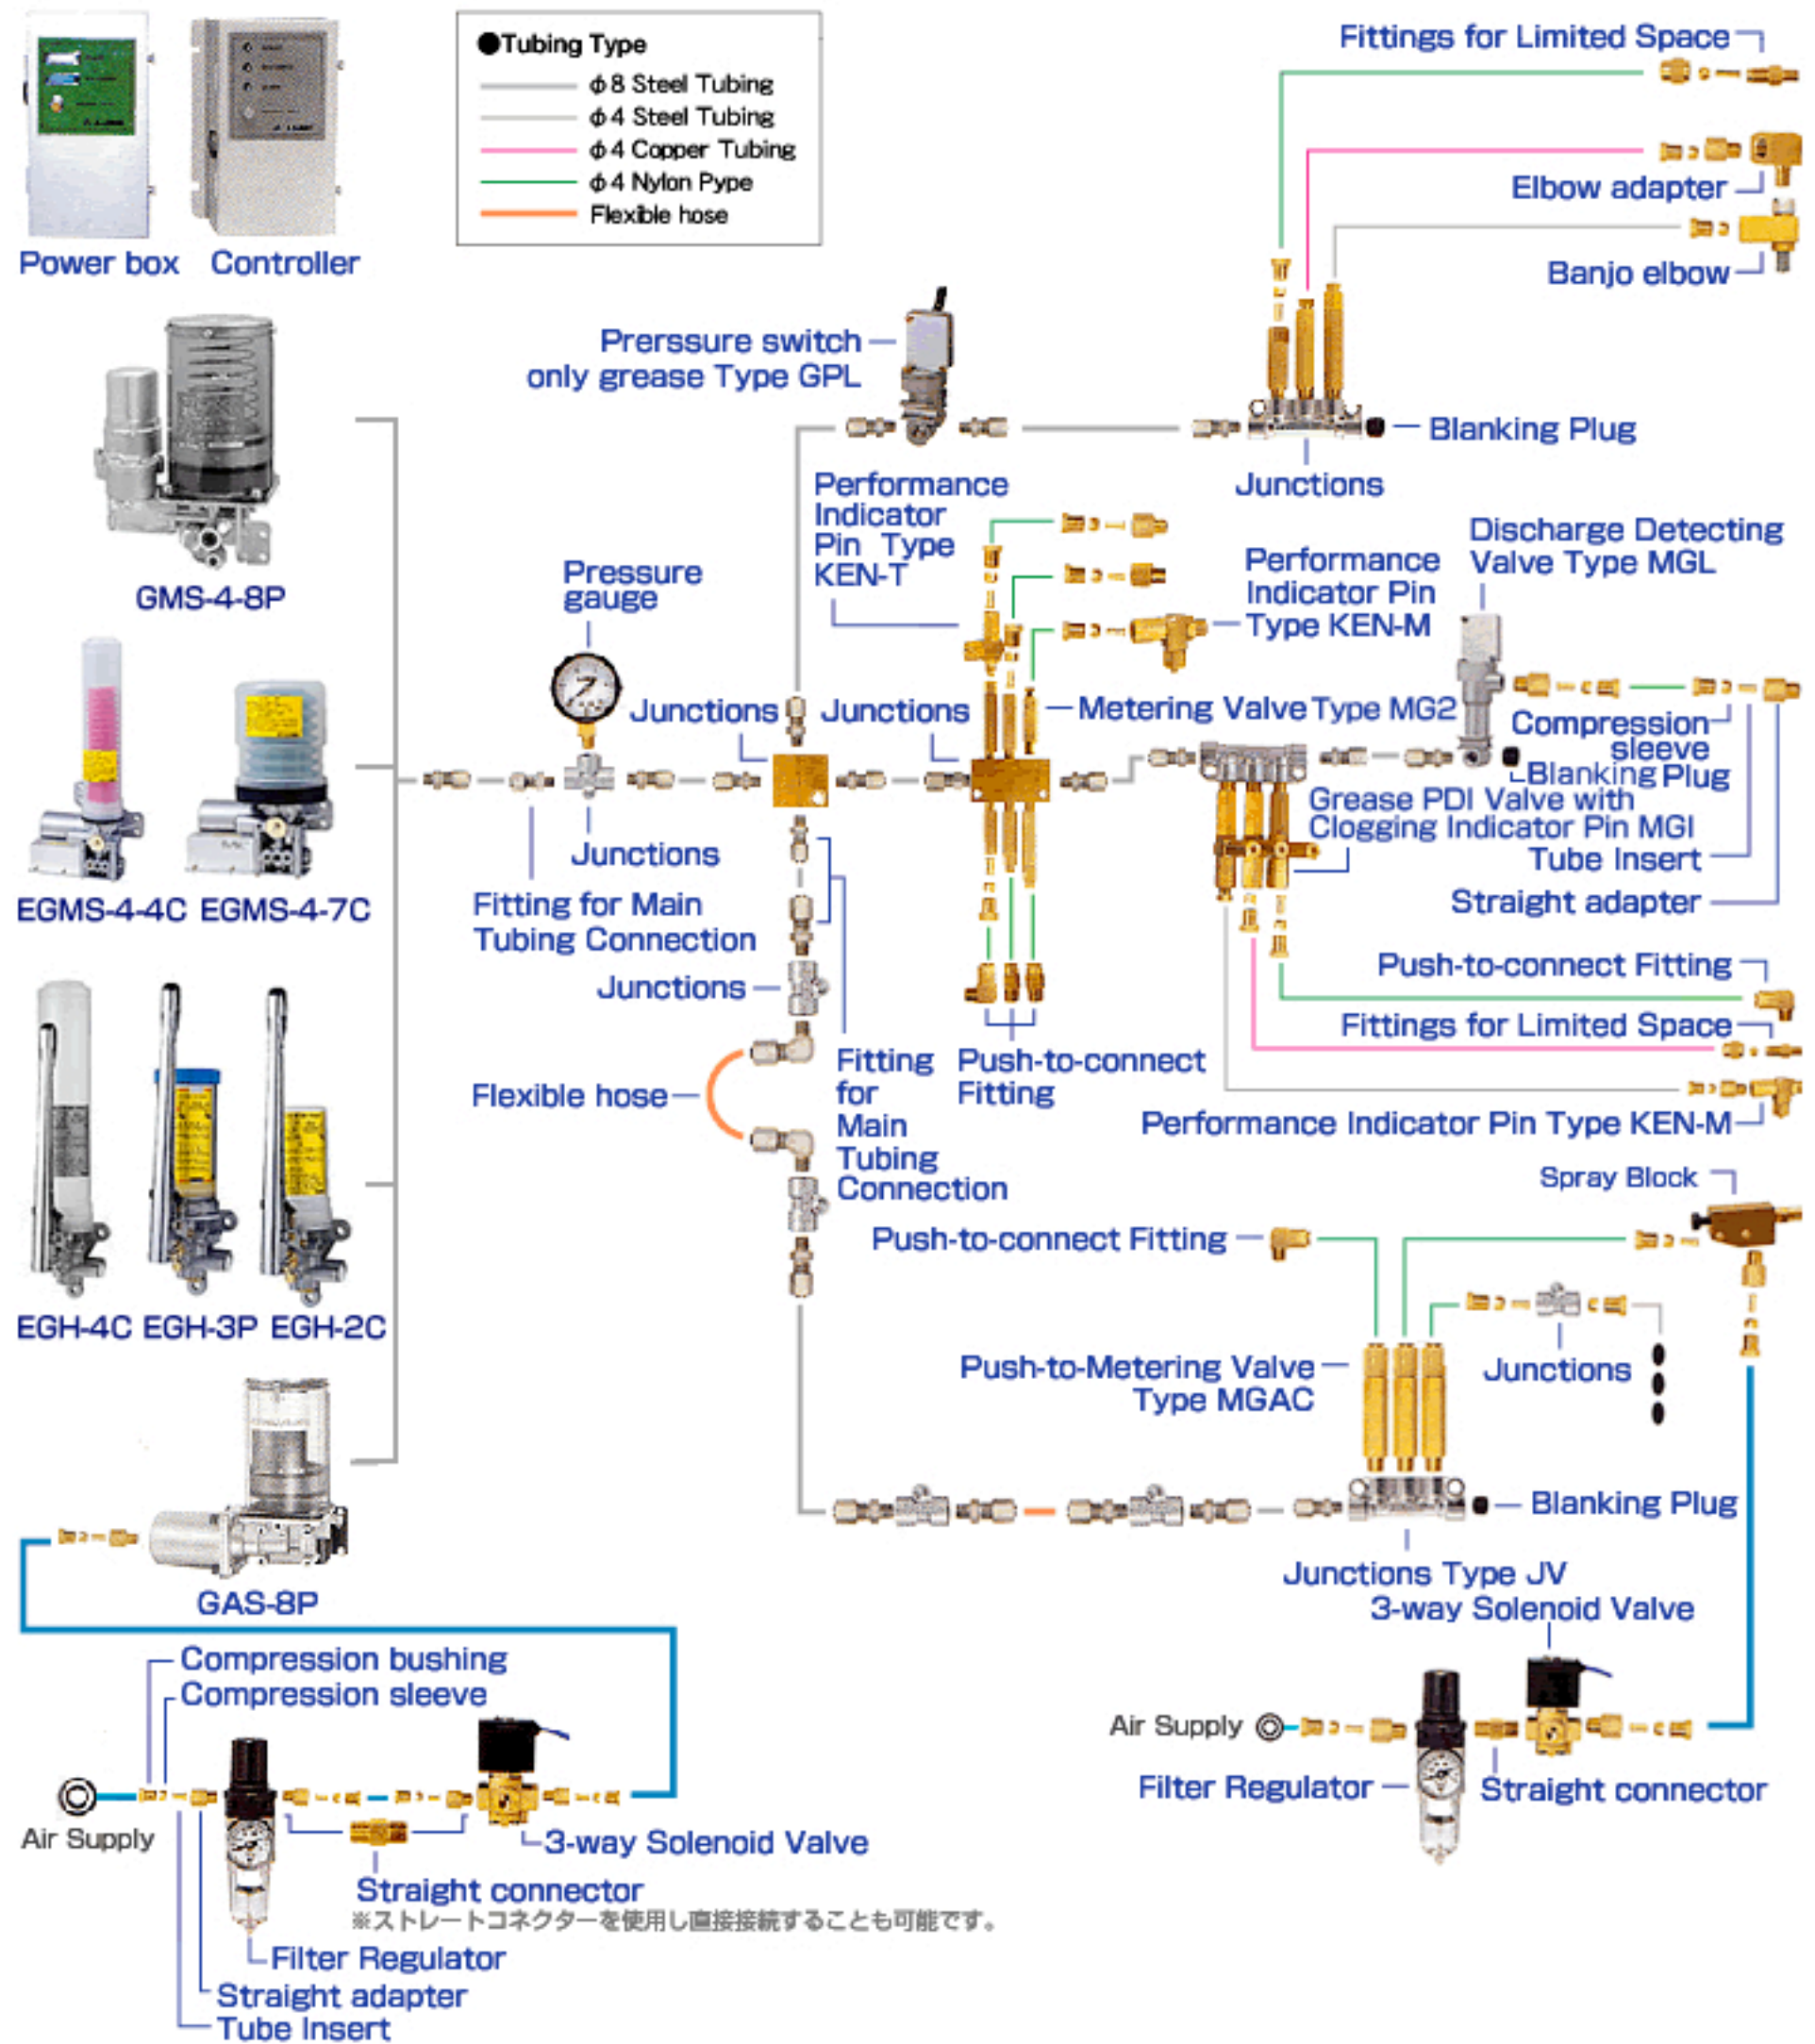 ●Tubing Type
φ8 Steel Tubing
φ4 Steel Tubing
φ4 Copper Tubing
φ4 Nylon Pype
Flexible hose
Power box
Controller
Fittings for Limited Space
Elbow adapter
Banjo elbow
Prerssure switch
only grease Type GPL
Blanking Plug
Junctions
GMS-4-8P
Performance
Indicator
Pin Type
KEN-T
Performance
Indicator Pin
Type KEN-M
Discharge Detecting
Valve Type MGL
Pressure
gauge
Junctions
Junctions
Metering Valve Type MG2
Compression
sleeve
Blanking Plug
Grease PDI Valve with
Clogging Indicator Pin MGI
Tube Insert
Straight adapter
Junctions
EGMS-4-4C
EGMS-4-7C
Fitting for Main
Tubing Connection
Junctions
Push-to-connect Fitting
Fittings for Limited Space
Flexible hose
Fitting
for
Main
Tubing
Connection
Push-to-connect
Fitting
Performance Indicator Pin Type KEN-M
Spray Block
Push-to-connect Fitting
EGH-4C
EGH-3P
EGH-2C
Push-to-Metering Valve
Type MGAC
Junctions
Blanking Plug
Junctions Type JV
3-way Solenoid Valve
GAS-8P
Compression bushing
Compression sleeve
Air Supply
Filter Regulator
Straight connector
Air Supply
3-way Solenoid Valve
Straight connector
※ストレートコネクターを使用し直接接続することも可能です。
Filter Regulator
Straight adapter
Tube Insert